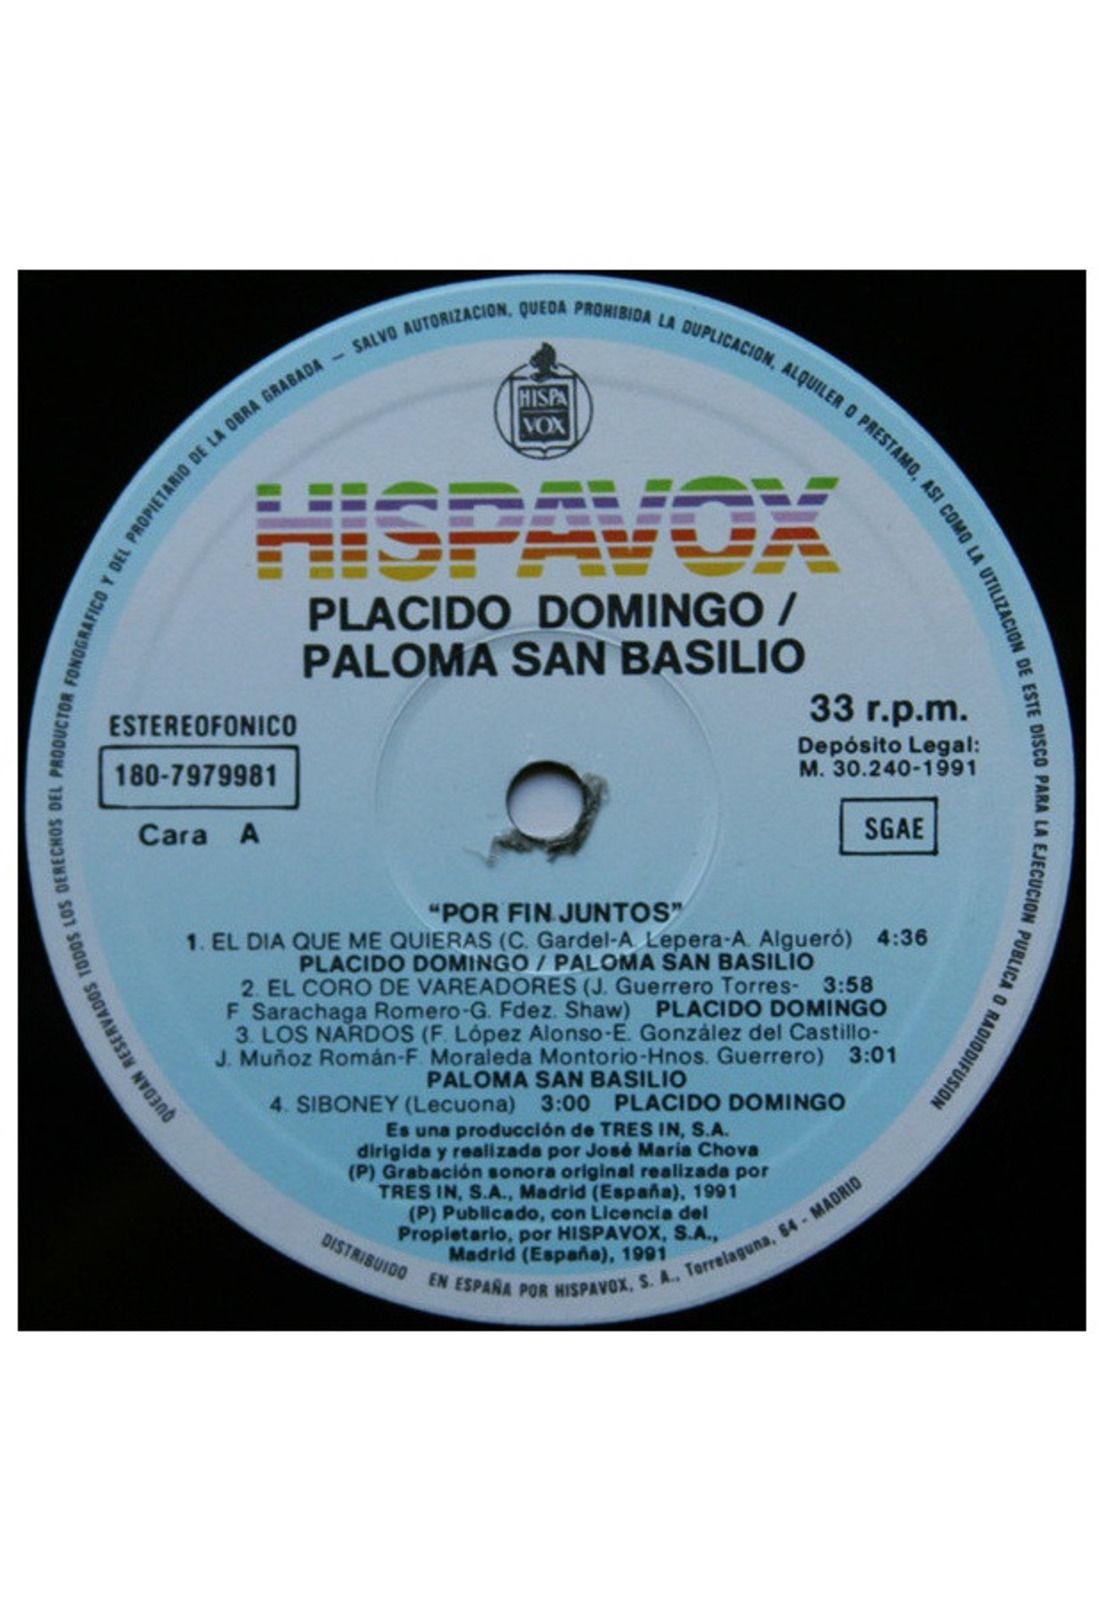 QUEDAN RESERVADOS TODOS LOS DERECHOS DEL PRODUCTOR FONOGRAFICO Y DEL PROPIETARIO DE LA OBRA GRABADA – SALVO AUTORIZACION, QUEDA PROHIBIDA LA DUPLICACION, ALQUILER O PRESTAMO, ASI COMO LA UTILIZACION DE ESTE DISCO PARA LA EJECUCION PUBLICA O RADIODIFUSION
HISPA
VOX
HISPAVOX
PLACIDO DOMINGO /
PALOMA SAN BASILIO
ESTEREOFONICO
180-7979981
Cara A
33 r.p.m.
Depósito Legal:
M. 30.240-1991
SGAE
"POR FIN JUNTOS"
1. EL DIA QUE ME QUIERAS (C. Gardel-A. Lepera-A. Algueró) 4:36
PLACIDO DOMINGO / PALOMA SAN BASILIO
2. EL CORO DE VAREADORES (J. Guerrero Torres- 3:58
F. Sarachaga Romero-G. Fdez. Shaw) PLACIDO DOMINGO
3. LOS NARDOS (F. López Alonso-E. González del Castillo-
J. Muñoz Román-F. Moraleda Montorio-Hnos. Guerrero) 3:01
PALOMA SAN BASILIO
4. SIBONEY (Lecuona) 3:00 PLACIDO DOMINGO
Es una producción de TRES IN, S.A.
dirigida y realizada por José María Chova
(P) Grabación sonora original realizada por
TRES IN, S.A., Madrid (España), 1991
(P) Publicado, con Licencia del
Propietario, por HISPAVOX, S.A.,
Madrid (España), 1991
DISTRIBUIDO EN ESPAÑA POR HISPAVOX, S. A., Torrelaguna, 64 - MADRID